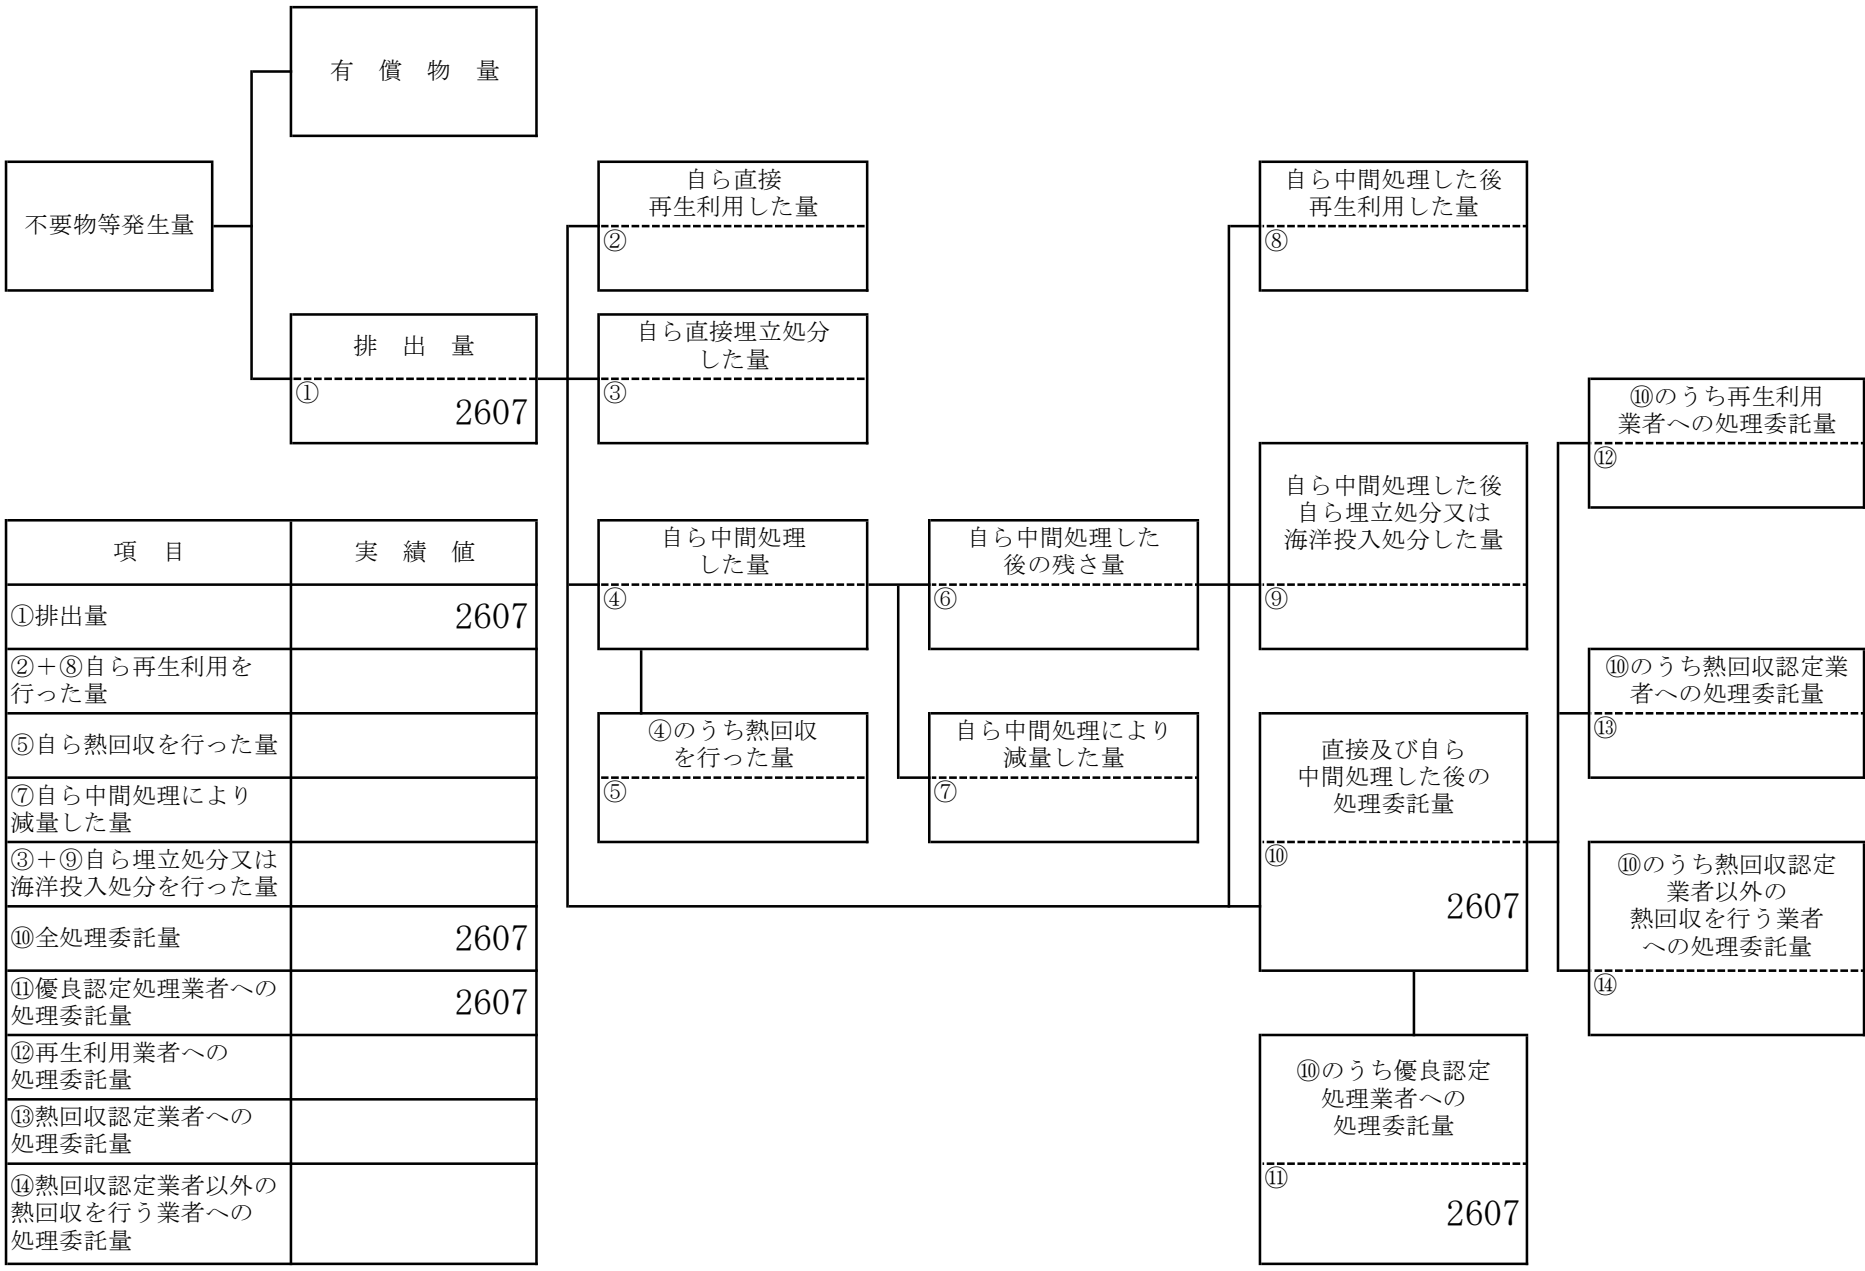 有　償　物　量
不要物等発生量
自ら直接
再生利用した量
②
自ら中間処理した後
再生利用した量
⑧
排　出　量
①
2607
自ら直接埋立処分
した量
③
⑩のうち再生利用
業者への処理委託量
⑫
自ら中間処理した後
自ら埋立処分又は
海洋投入処分した量
⑨
自ら中間処理
した量
④
自ら中間処理した
後の残さ量
⑥
⑩のうち熱回収認定業
者への処理委託量
⑬
④のうち熱回収
を行った量
⑤
自ら中間処理により
減量した量
⑦
直接及び自ら
中間処理した後の
処理委託量
⑩
2607
⑩のうち熱回収認定
業者以外の
熱回収を行う業者
への処理委託量
⑭
⑩のうち優良認定
処理業者への
処理委託量
⑪
2607
項　目　実　績　値
①排出量　2607
②＋⑧自ら再生利用を
行った量
⑤自ら熱回収を行った量
⑦自ら中間処理により
減量した量
③＋⑨自ら埋立処分又は
海洋投入処分を行った量
⑩全処理委託量　2607
⑪優良認定処理業者への
処理委託量　2607
⑫再生利用業者への
処理委託量
⑬熱回収認定業者への
処理委託量
⑭熱回収認定業者以外の
熱回収を行う業者への
処理委託量